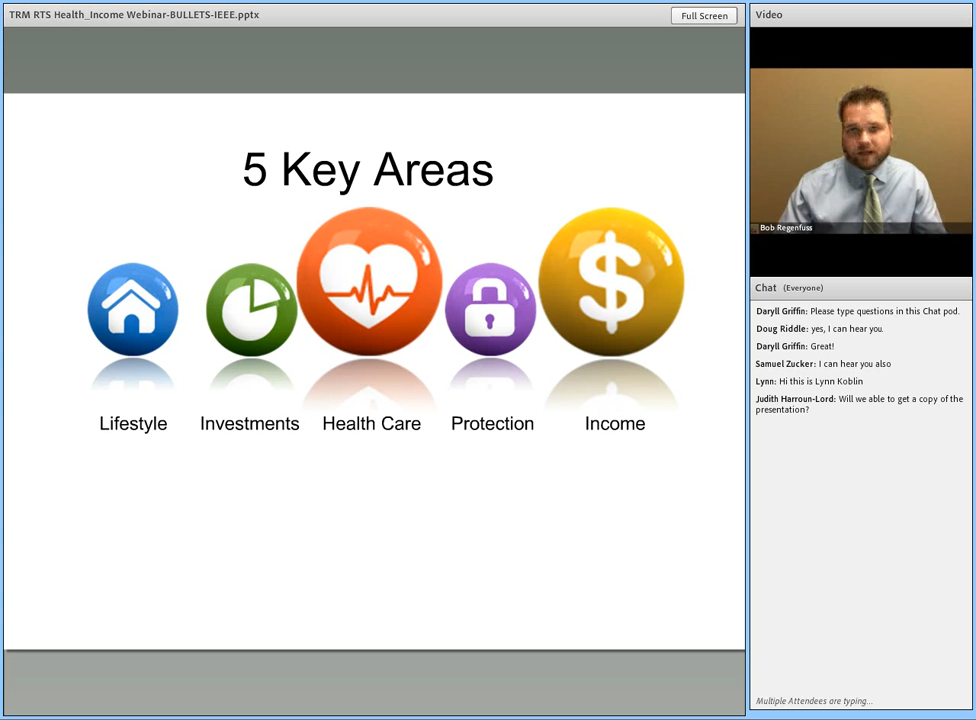 TRM RTS Health_Income Webinar-BULLETS-IEEE.pptx
Full Screen
5 Key Areas
Lifestyle
Investments
Health Care
Protection
Income
Video
Bob Regenfuss
Chat (Everyone)
Daryll Griffin: Please type questions in this Chat pod.
Doug Riddle: yes, I can hear you.
Daryll Griffin: Great!
Samuel Zucker: I can hear you also
Lynn: Hi this is Lynn Koblin
Judith Harroun-Lord: Will we able to get a copy of the
presentation?
Multiple Attendees are typing...